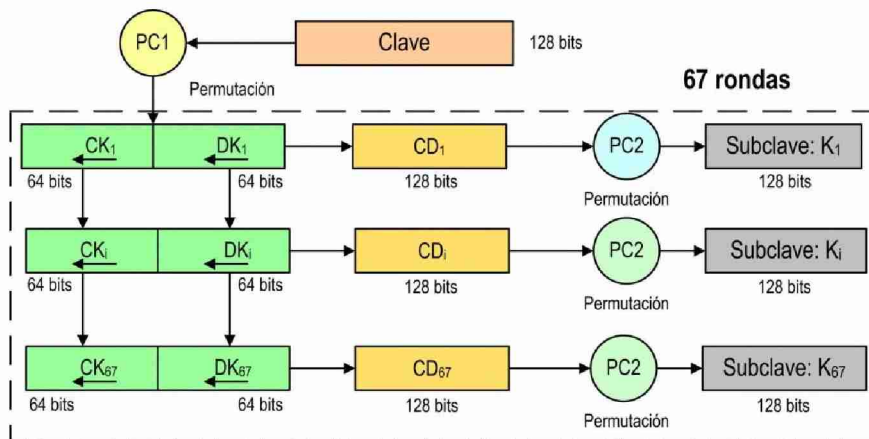 PC1
Clave
128 bits
Permutación
67 rondas
CK₁
DK₁
CD₁
PC2
Subclave: K₁
64 bits
64 bits
128 bits
128 bits
Permutación
CKᵢ
DKᵢ
CDᵢ
PC2
Subclave: Kᵢ
64 bits
64 bits
128 bits
128 bits
Permutación
CK₆₇
DK₆₇
CD₆₇
PC2
Subclave: K₆₇
64 bits
64 bits
128 bits
128 bits
Permutación